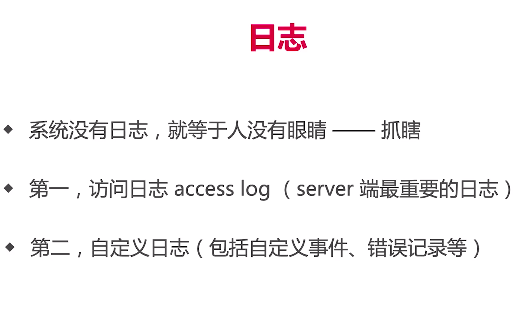 日志
◆ 系统没有日志，就等于人没有眼睛 —— 抓瞎
◆ 第一，访问日志 access log （ server 端最重要的日志 ）
◆ 第二，自定义日志（ 包括自定义事件、错误记录等 ）